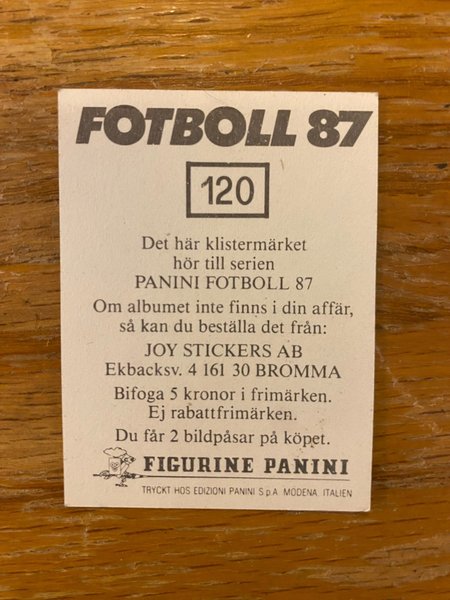 FOTBOLL 87
120
Det här klistermärket
hör till serien
PANINI FOTBOLL 87
Om albumet inte finns i din affär,
så kan du beställa det från:
JOY STICKERS AB
Ekbacksv. 4 161 30 BROMMA
Bifoga 5 kronor i frimärken.
Ej rabattfrimärken.
Du får 2 bildpåsar på köpet.
FIGURINE PANINI
TRYCKT HOS EDIZIONI PANINI S.p.A. MODENA, ITALIEN